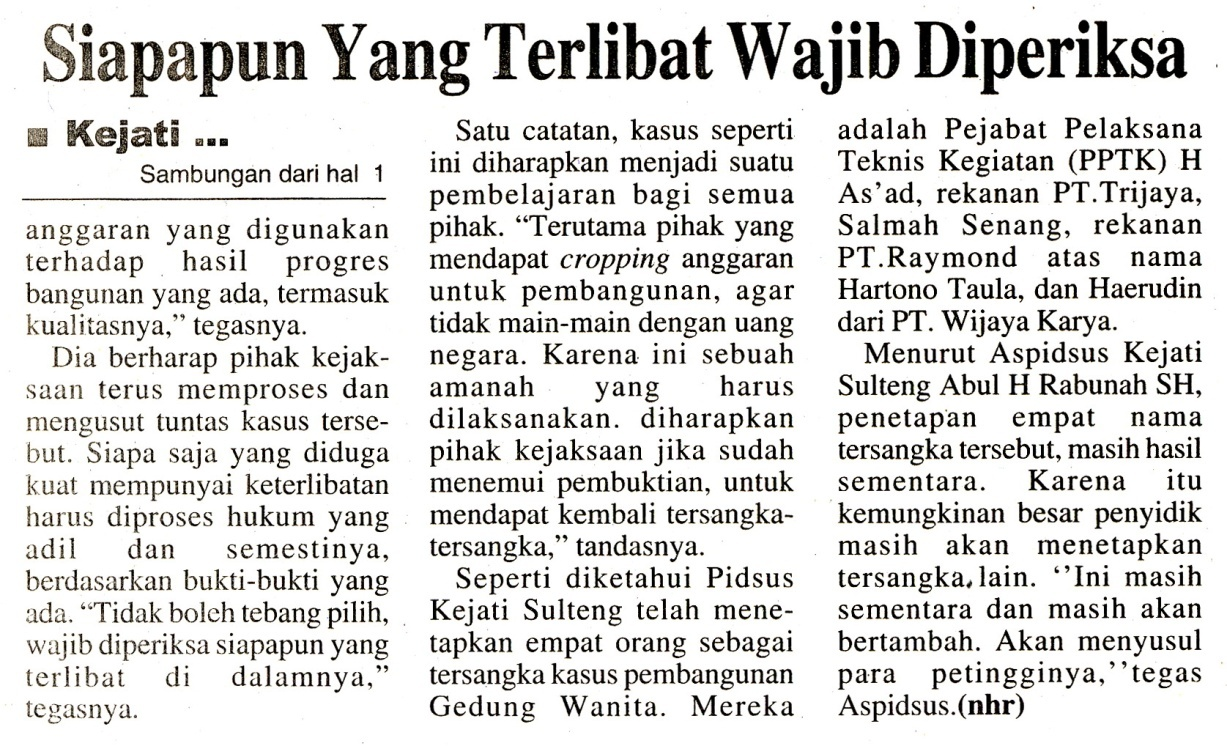 Siapapun Yang Terlibat Wajib Diperiksa
■ Kejati ...
Sambungan dari hal 1
anggaran yang digunakan
terhadap hasil progres
bangunan yang ada, termasuk
kualitasnya,” tegasnya.
Dia berharap pihak kejak-
saan terus memproses dan
mengusut tuntas kasus terse-
but. Siapa saja yang diduga
kuat mempunyai keterlibatan
harus diproses hukum yang
adil dan semestinya,
berdasarkan bukti-bukti yang
ada. “Tidak boleh tebang pilih,
wajib diperiksa siapapun yang
terlibat di dalamnya,”
tegasnya.
Satu catatan, kasus seperti
ini diharapkan menjadi suatu
pembelajaran bagi semua
pihak. “Terutama pihak yang
mendapat cropping anggaran
untuk pembangunan, agar
tidak main-main dengan uang
negara. Karena ini sebuah
amanah yang harus
dilaksanakan. diharapkan
pihak kejaksaan jika sudah
menemui pembuktian, untuk
mendapat kembali tersangka-
tersangka,” tandasnya.
Seperti diketahui Pidsus
Kejati Sulteng telah mene-
tapkan empat orang sebagai
tersangka kasus pembangunan
Gedung Wanita. Mereka
adalah Pejabat Pelaksana
Teknis Kegiatan (PPTK) H
As’ad, rekanan PT.Trijaya,
Salmah Senang, rekanan
PT.Raymond atas nama
Hartono Taula, dan Haerudin
dari PT. Wijaya Karya.
Menurut Aspidsus Kejati
Sulteng Abul H Rabunah SH,
penetapan empat nama
tersangka tersebut, masih hasil
sementara. Karena itu
kemungkinan besar penyidik
masih akan menetapkan
tersangka lain. ‘’Ini masih
sementara dan masih akan
bertambah. Akan menyusul
para petingginya,’’tegas
Aspidsus.(nhr)